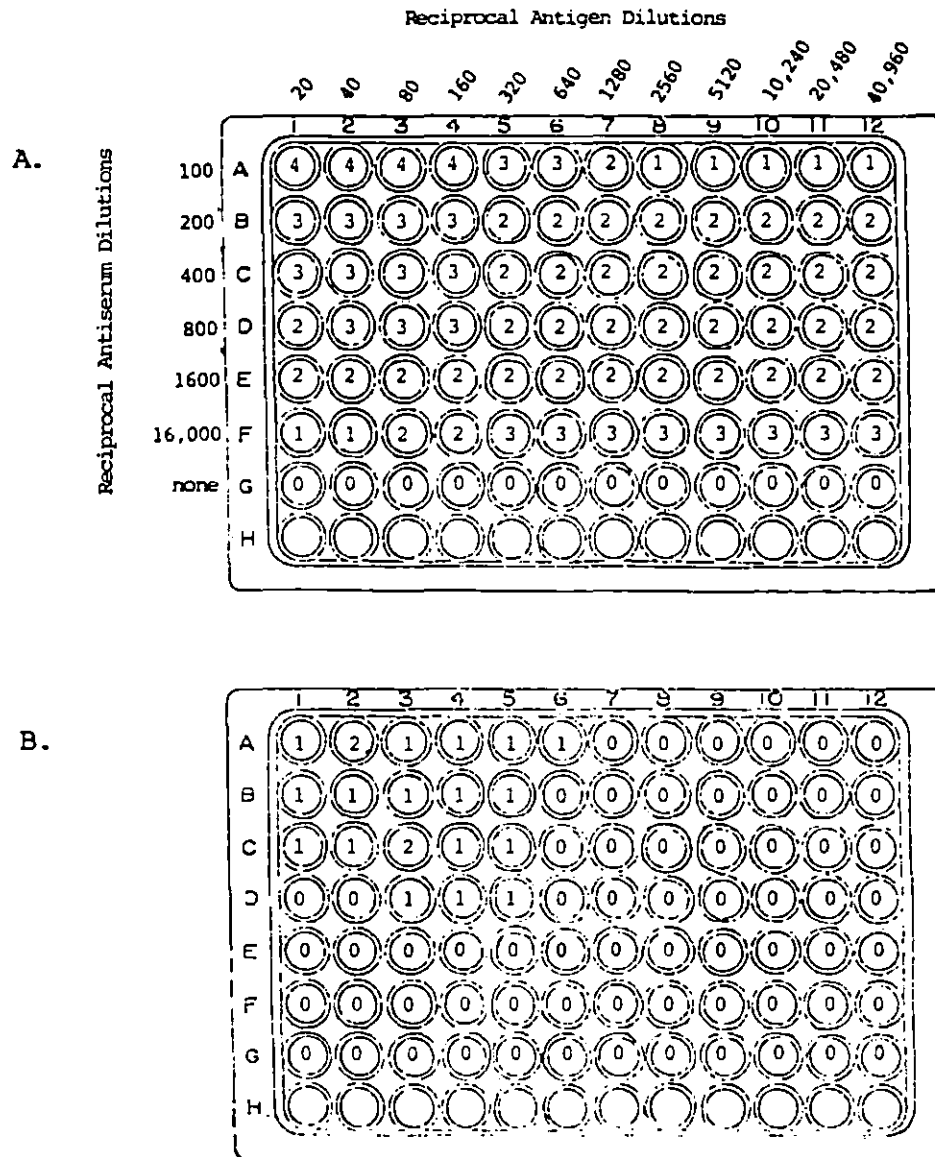 Reciprocal Antigen Dilutions
20 40 80 160 320 640 1280 2560 5120 10,240 20,480 40,960
1 2 3 4 5 6 7 8 9 10 11 12
A.
Reciprocal Antiserum Dilutions
100 A 4 4 4 4 3 3 2 1 1 1 1 1
200 B 3 3 3 3 2 2 2 2 2 2 2 2
400 C 3 3 3 3 2 2 2 2 2 2 2 2
800 D 2 3 3 3 2 2 2 2 2 2 2 2
1600 E 2 2 2 2 2 2 2 2 2 2 2 2
16,000 F 1 1 2 2 3 3 3 3 3 3 3 3
none G 0 0 0 0 0 0 0 0 0 0 0 0
H
B.
1 2 3 4 5 6 7 8 9 10 11 12
A 1 2 1 1 1 1 0 0 0 0 0 0
B 1 1 1 1 1 0 0 0 0 0 0 0
C 1 1 2 1 1 0 0 0 0 0 0 0
D 0 0 1 1 1 0 0 0 0 0 0 0
E 0 0 0 0 0 0 0 0 0 0 0 0
F 0 0 0 0 0 0 0 0 0 0 0 0
G 0 0 0 0 0 0 0 0 0 0 0 0
H